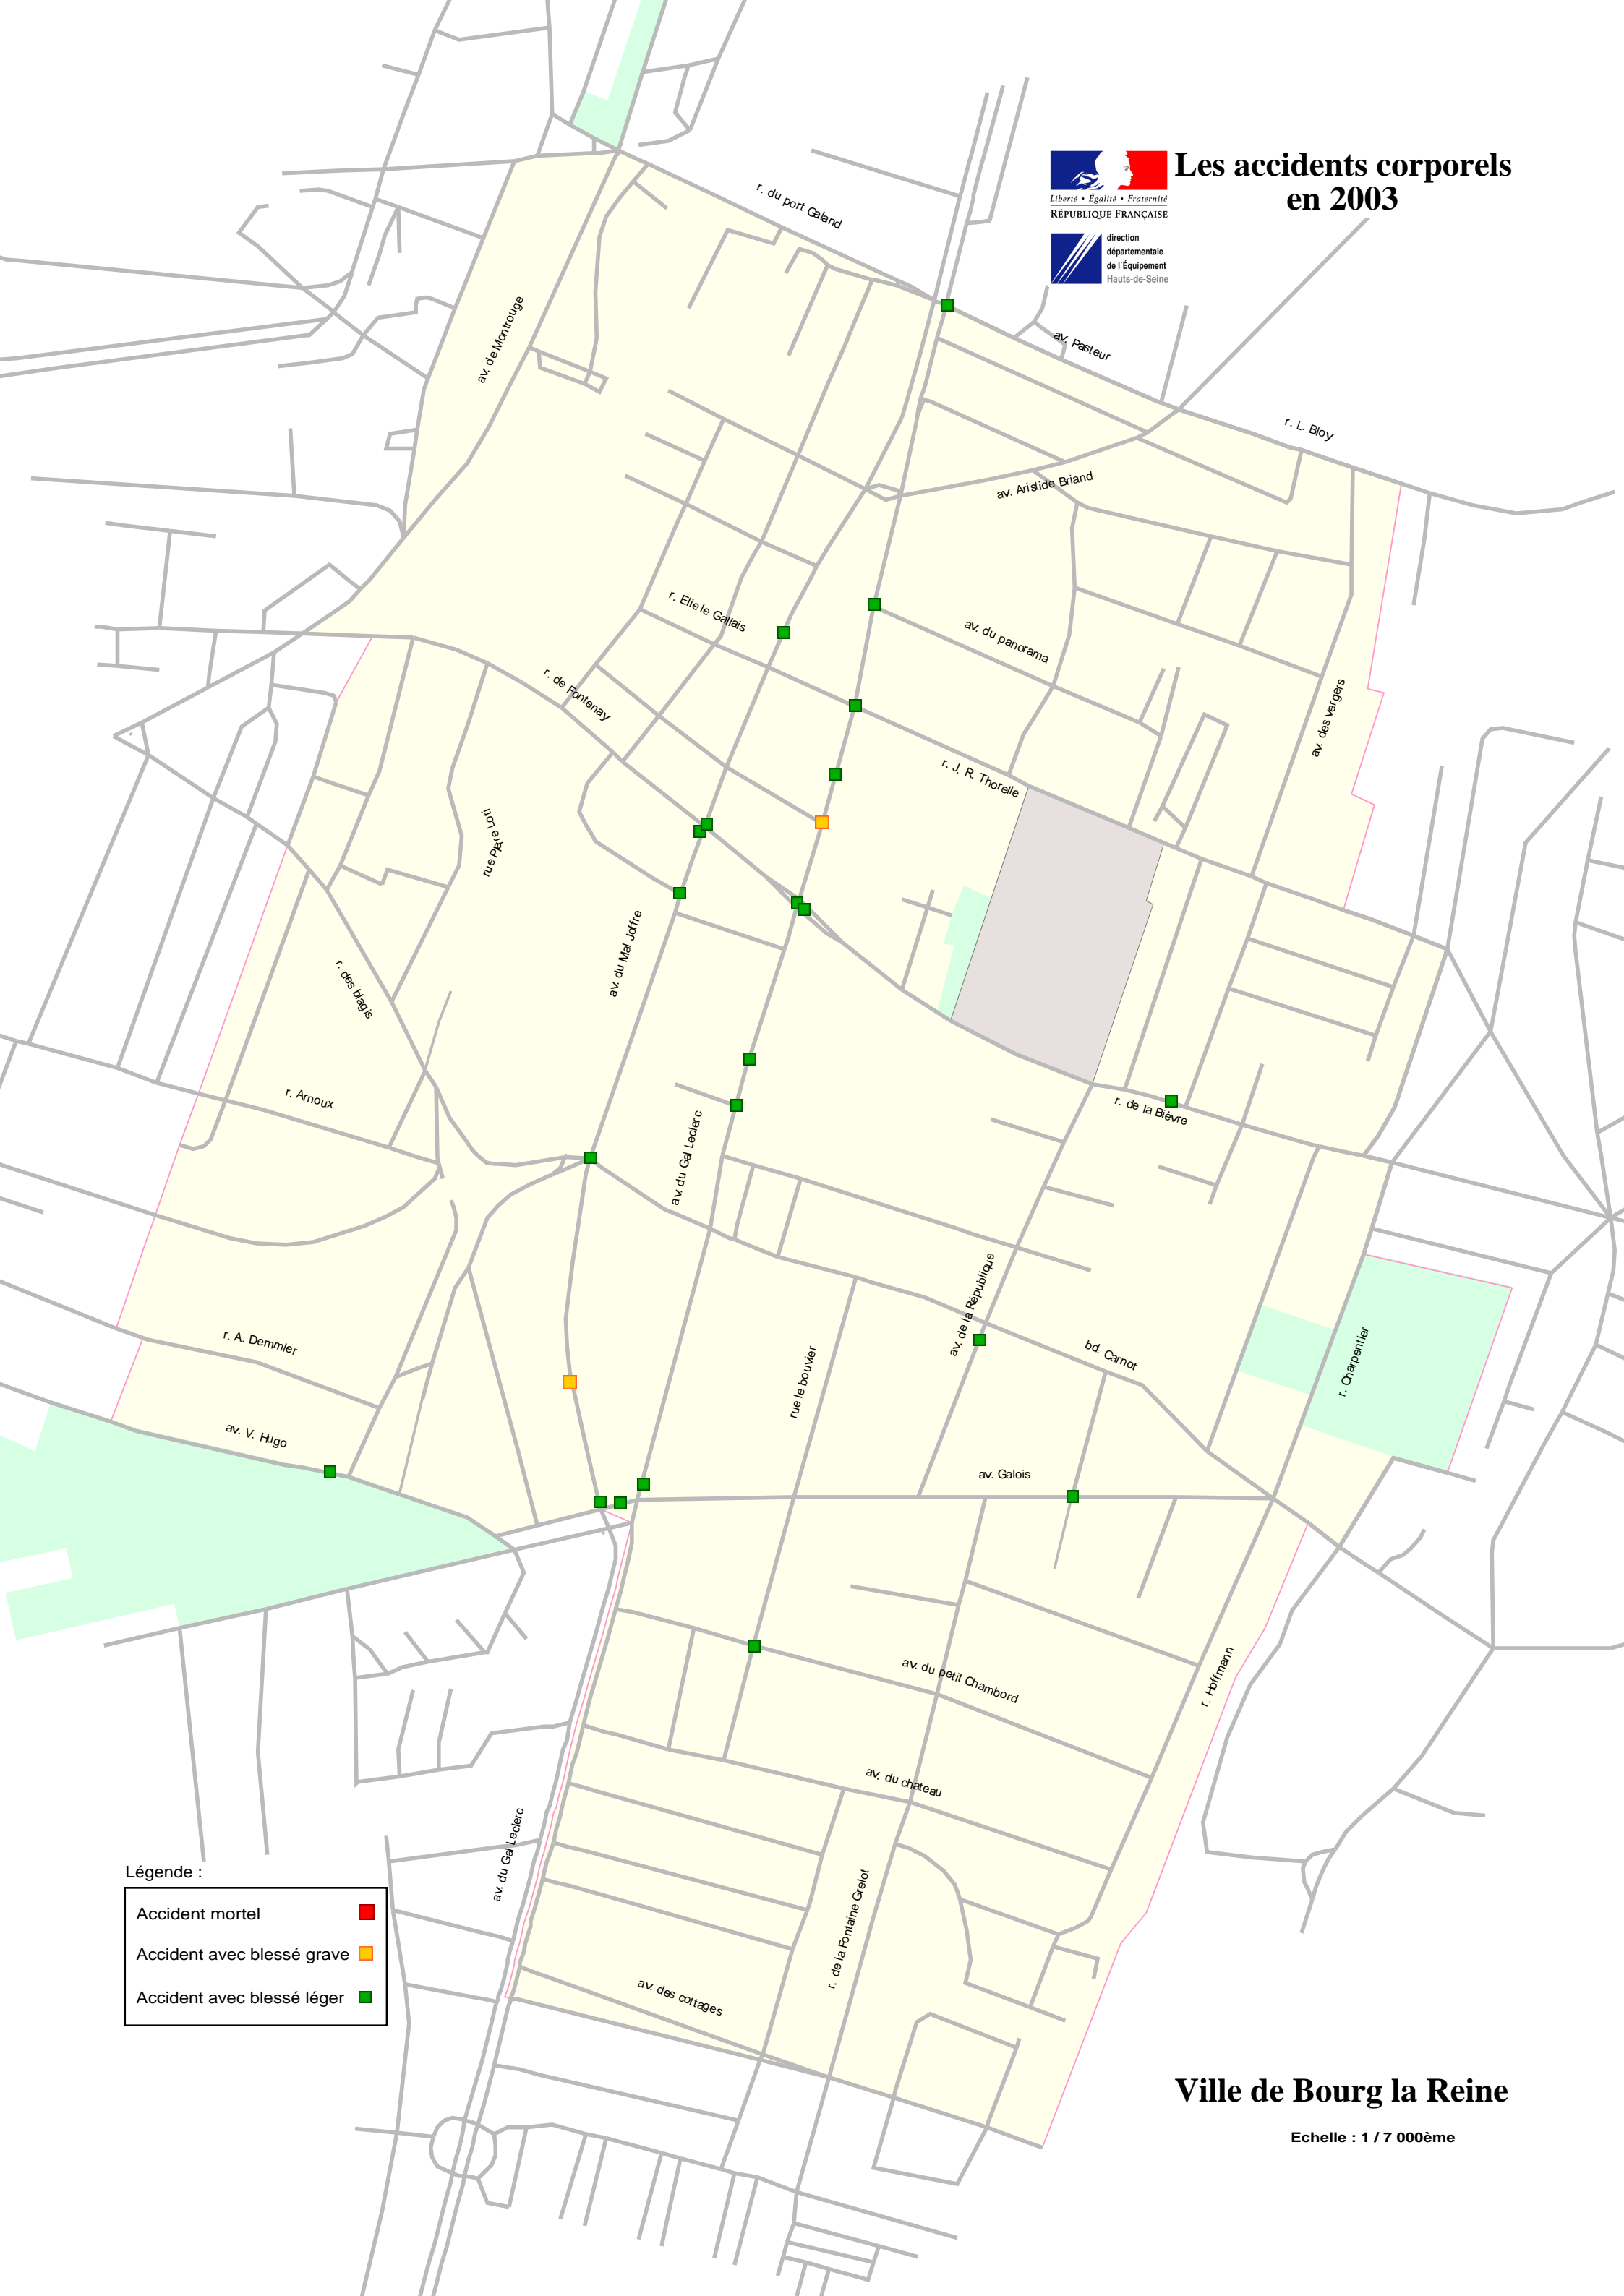 Les accidents corporels
en 2003
Liberté • Égalité • Fraternité
RÉPUBLIQUE FRANÇAISE
direction
départementale
de l'Équipement
Hauts-de-Seine
r. du port Galand
av. Pasteur
r. L. Bloy
av. de Montrouge
av. Aristide Briand
r. Elie le Gallais
av. du panorama
r. de Fontenay
av. des vergers
r. J. R. Thorelle
rue Pierre Loti
av. du Mal Joffre
r. des blagis
r. Arnoux
r. de la Bièvre
av. du Gal Leclerc
av. de la République
r. A. Demmler
bd. Carnot
r. Charpentier
rue le bouvier
av. V. Hugo
av. Galois
av. du petit Chambord
r. Hoffmann
av. du chateau
av. du Gal Leclerc
r. de la Fontaine Grelot
av. des cottages
Légende :
Accident mortel
Accident avec blessé grave
Accident avec blessé léger
Ville de Bourg la Reine
Echelle : 1 / 7 000ème